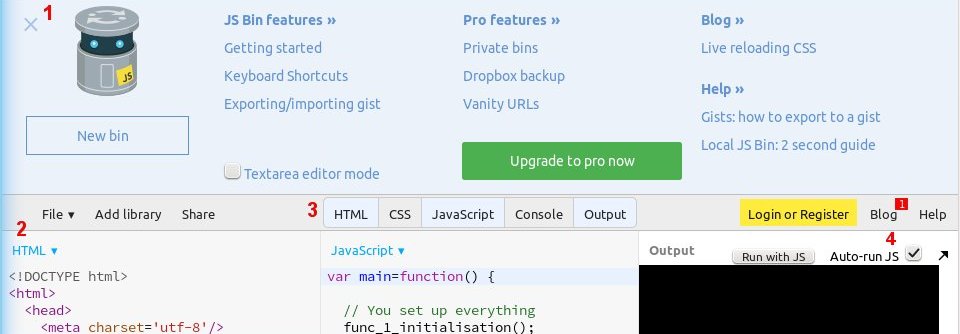 1
JS
New bin
JS Bin features »
Getting started
Keyboard Shortcuts
Exporting/importing gist
Textarea editor mode
Pro features »
Private bins
Dropbox backup
Vanity URLs
Upgrade to pro now
Blog »
Live reloading CSS
Help »
Gists: how to export to a gist
Local JS Bin: 2 second guide
File ▾ Add library Share 3 HTML CSS JavaScript Console Output Login or Register Blog 1 Help
2
HTML ▾
<!DOCTYPE html>
<html>
<head>
<meta charset='utf-8'/>
JavaScript ▾
var main=function() {
// You set up everything
func_1_initialisation();
4
Output Run with JS Auto-run JS